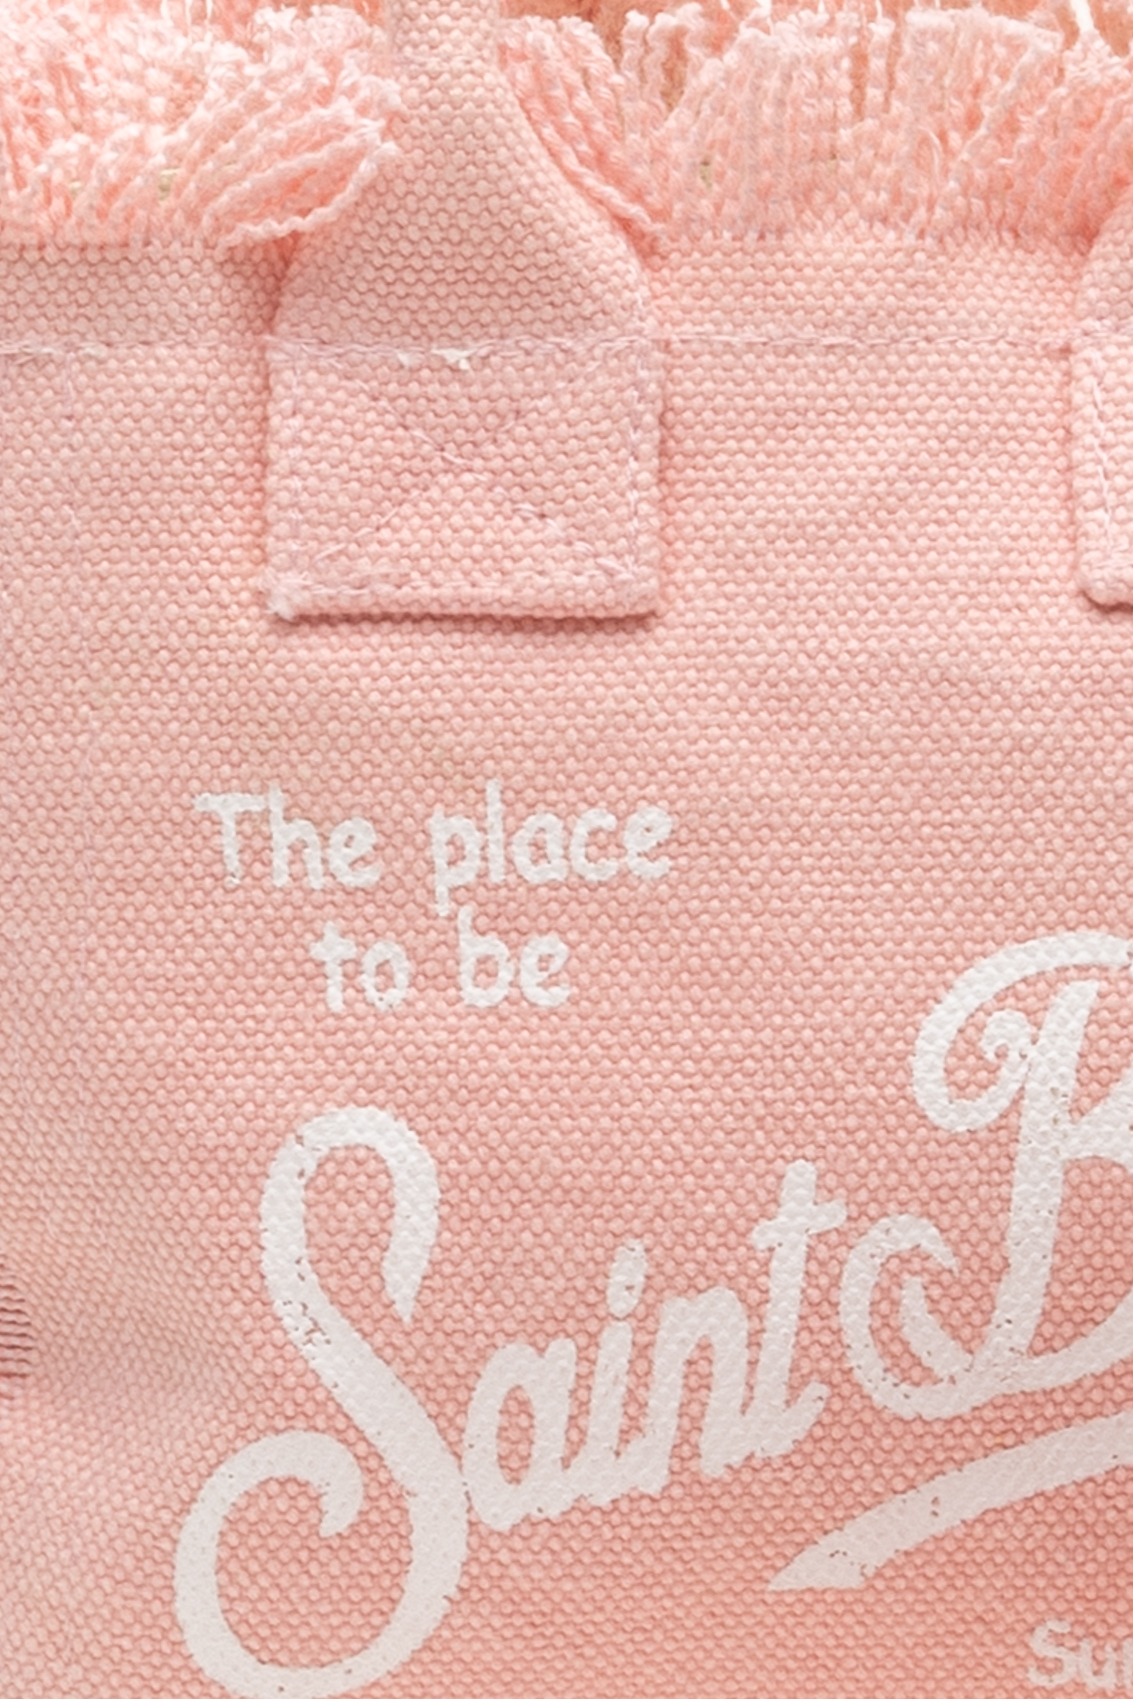 The place
to be
Saint